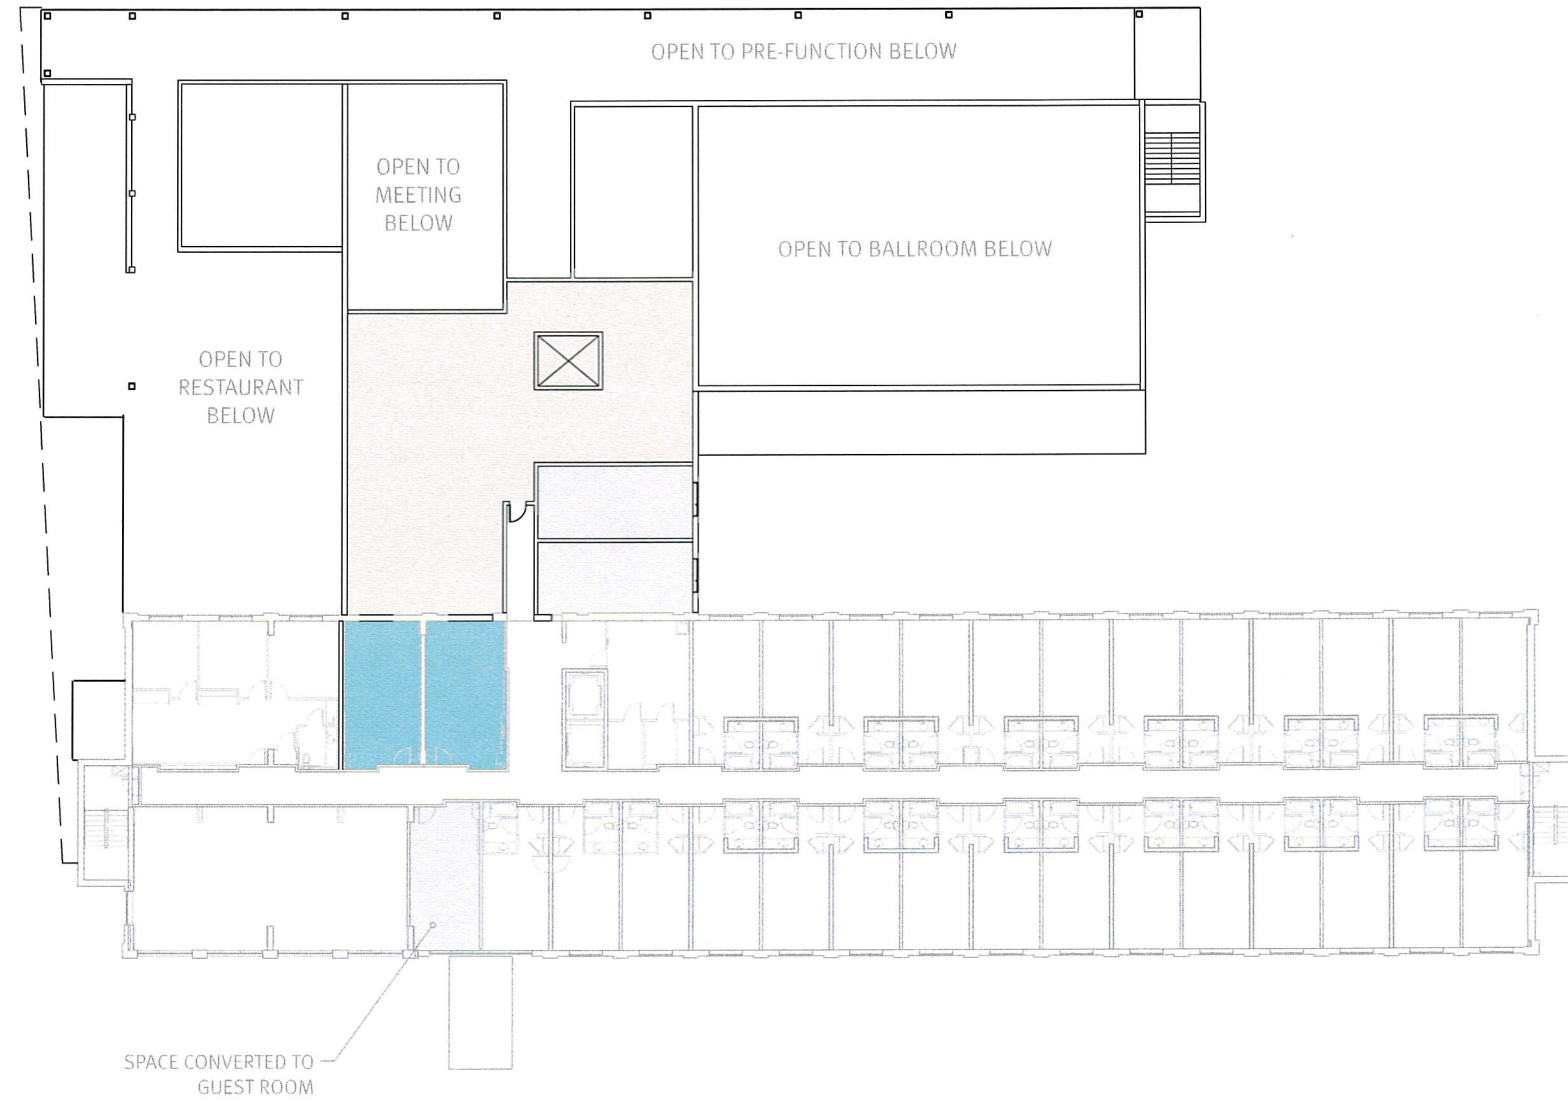 OPEN TO PRE-FUNCTION BELOW
OPEN TO
MEETING
BELOW
OPEN TO BALLROOM BELOW
OPEN TO
RESTAURANT
BELOW
SPACE CONVERTED TO
GUEST ROOM